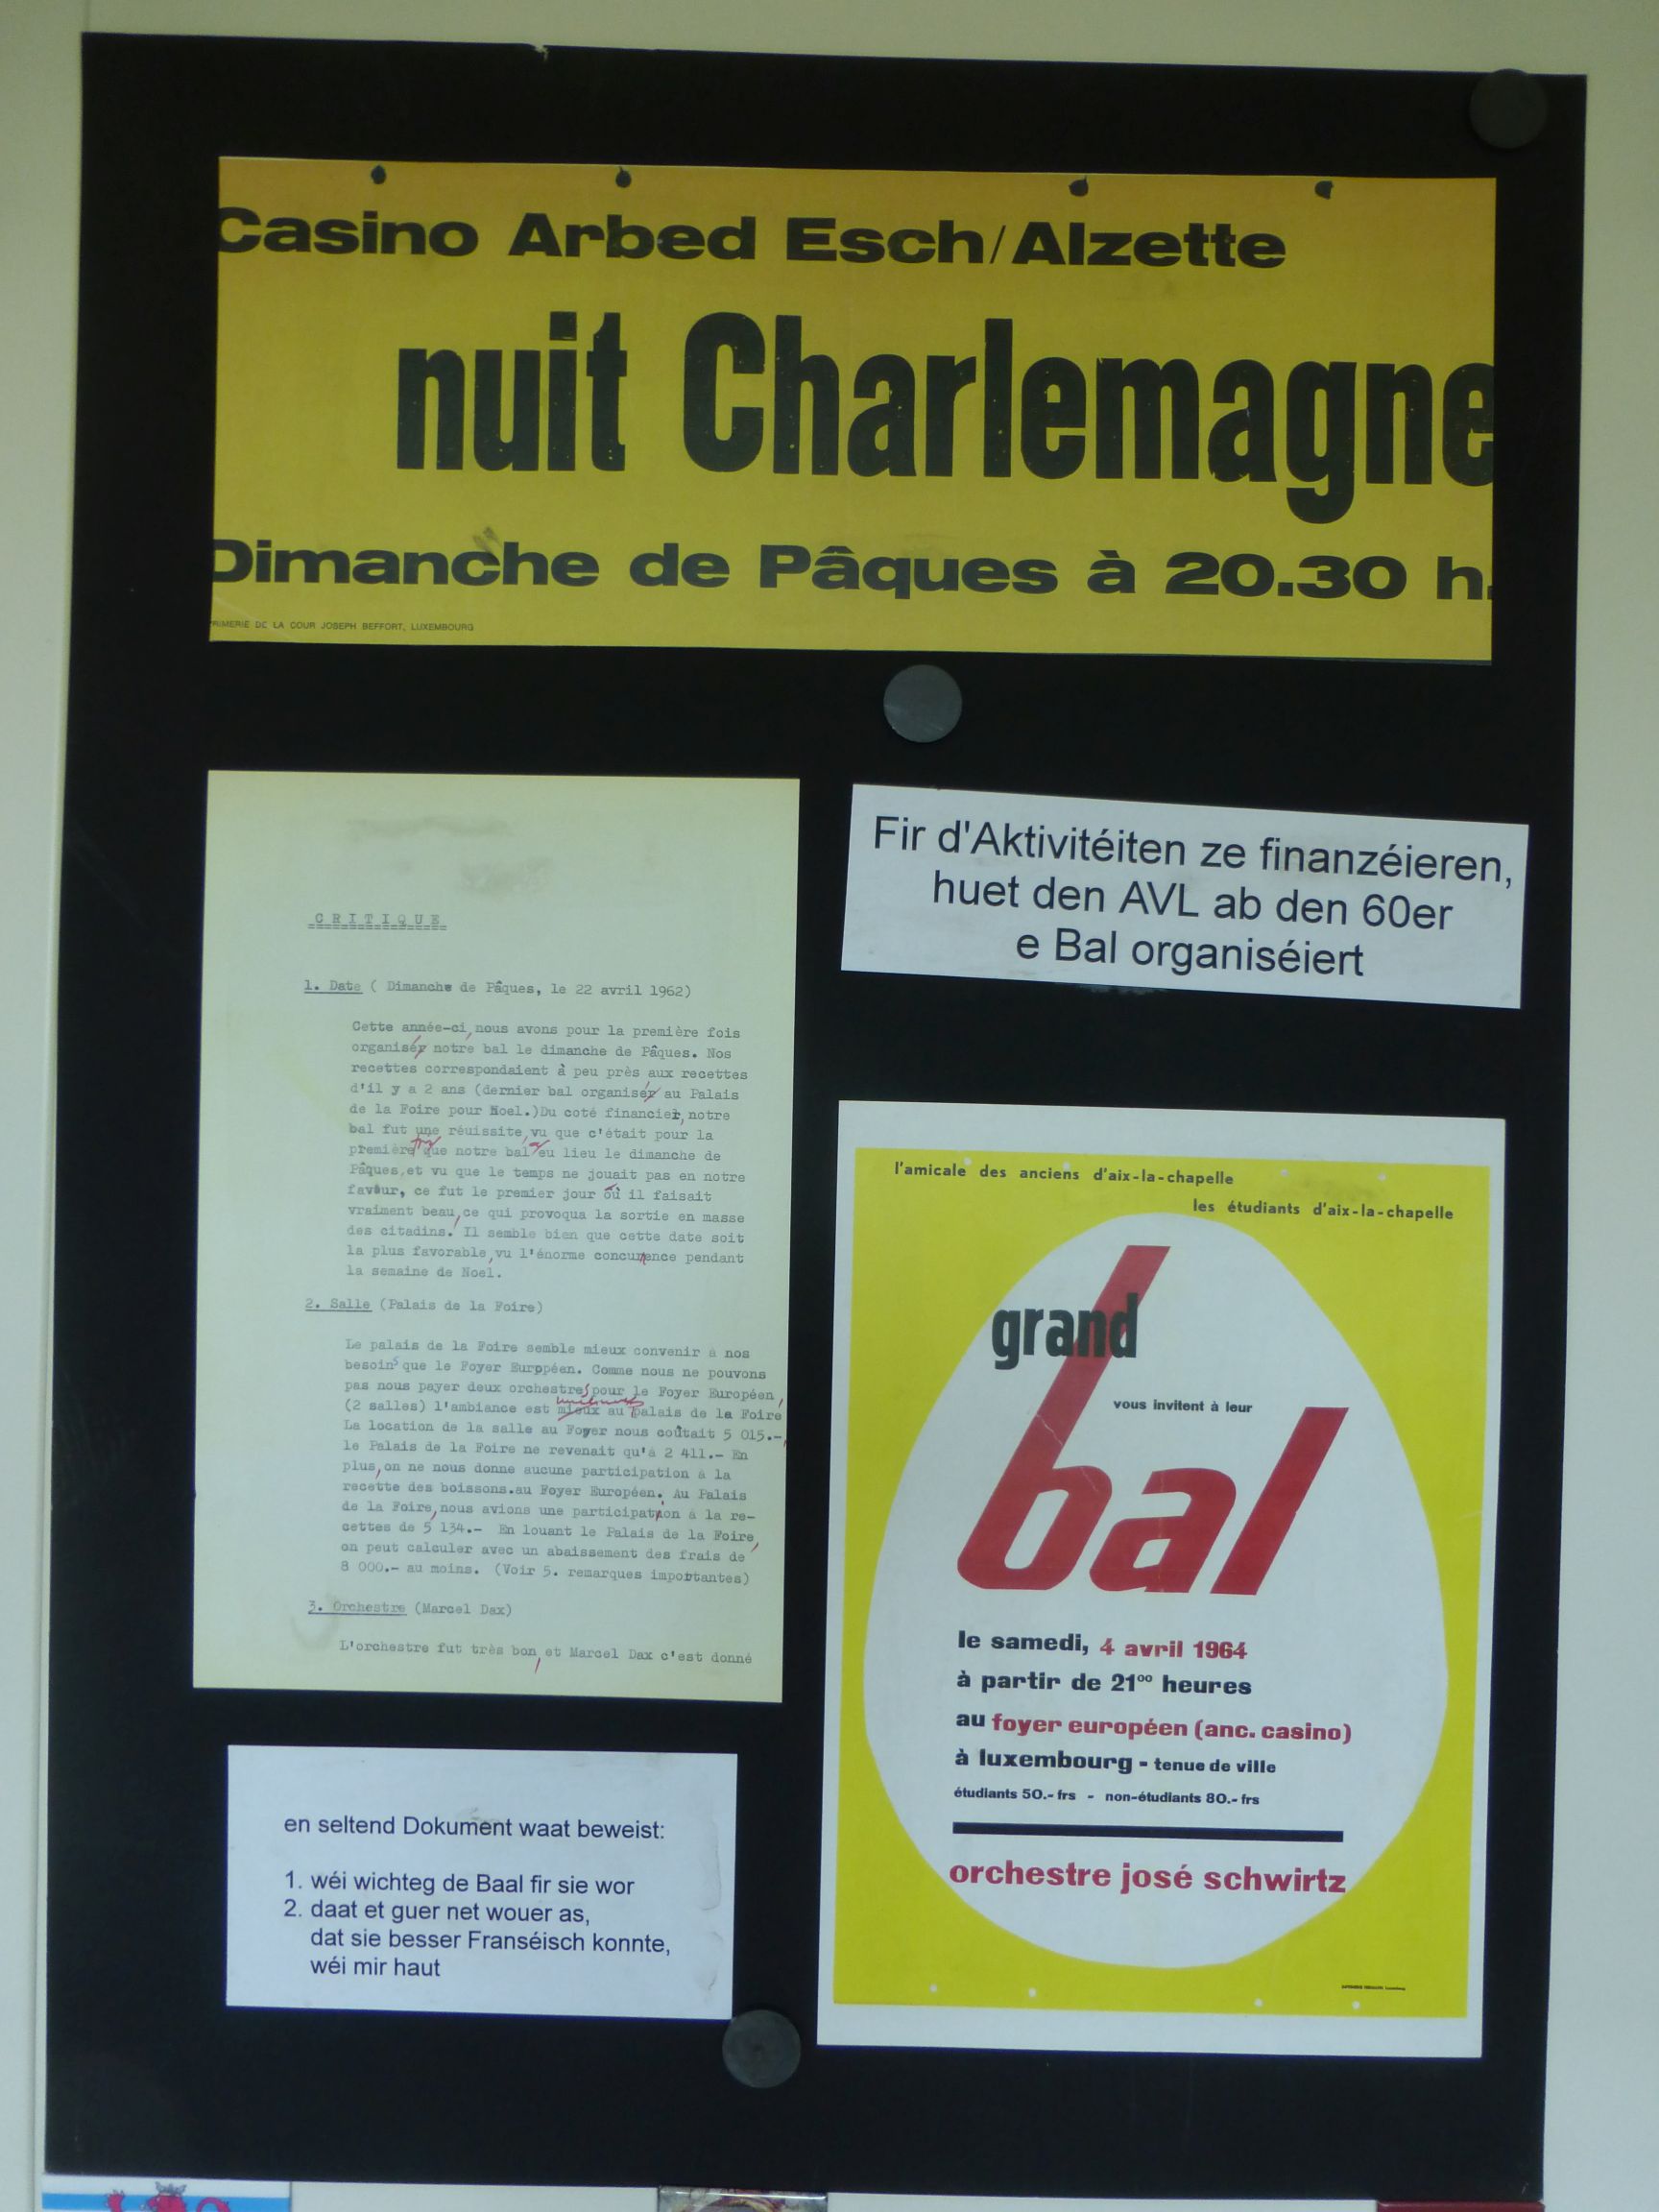 Casino Arbed Esch/Alzette
nuit Charlemagne
Dimanche de Pâques à 20.30 h.
RIMERIE DE LA COUR JOSEPH BEFFORT, LUXEMBOURG
CRITIQUE
1. Date ( Dimanche de Pâques, le 22 avril 1962)
Cette année-ci, nous avons pour la première fois
organiser notre bal le dimanche de Pâques. Nos
recettes correspondaient à peu près aux recettes
d'il y a 2 ans (dernier bal organiser au Palais
de la Foire pour Noel.)Du coté financier, notre
bal fut une réuissite, vu que c'était pour la
première que notre bal eu lieu le dimanche de
Pâques, et vu que le temps ne jouait pas en notre
faveur, ce fut le premier jour où il faisait
vraiment beau, ce qui provoqua la sortie en masse
des citadins. Il semble bien que cette date soit
la plus favorable, vu l'énorme concurence pendant
la semaine de Noel.
2. Salle (Palais de la Foire)
Le palais de la Foire semble mieux convenir à nos
besoins que le Foyer Européen. Comme nous ne pouvons
pas nous payer deux orchestres pour le Foyer Européen,
(2 salles) l'ambiance est mieux au Palais de la Foire
La location de la salle au Foyer nous coûtait 5 015.-,
le Palais de la Foire ne revenait qu'à 2 411.- En
plus, on ne nous donne aucune participation à la
recette des boissons.au Foyer Européen. Au Palais
de la Foire, nous avions une participation à la re-
cettes de 5 134.- En louant le Palais de la Foire,
on peut calculer avec un abaissement des frais de
8 000.- au moins. (Voir 5. remarques importantes)
3. Orchestre (Marcel Dax)
L'orchestre fut très bon, et Marcel Dax c'est donné
Fir d'Aktivitéiten ze finanzéieren,
huet den AVL ab den 60er
e Bal organiséiert
l'amicale des anciens d'aix-la-chapelle
les étudiants d'aix-la-chapelle
grand
vous invitent à leur
bal
le samedi, 4 avril 1964
à partir de 21oo heures
au foyer européen (anc. casino)
à luxembourg - tenue de ville
étudiants 50.- frs - non-étudiants 80.- frs
orchestre josé schwirtz
en seltend Dokument waat beweist:
1. wéi wichteg de Baal fir sie wor
2. daat et guer net wouer as,
dat sie besser Franséisch konnte,
wéi mir haut